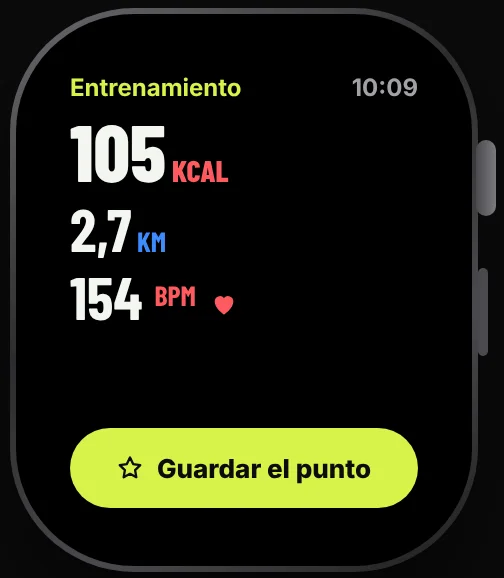 Entrenamiento 10:09
105 KCAL
2,7 KM
154 BPM
Guardar el punto